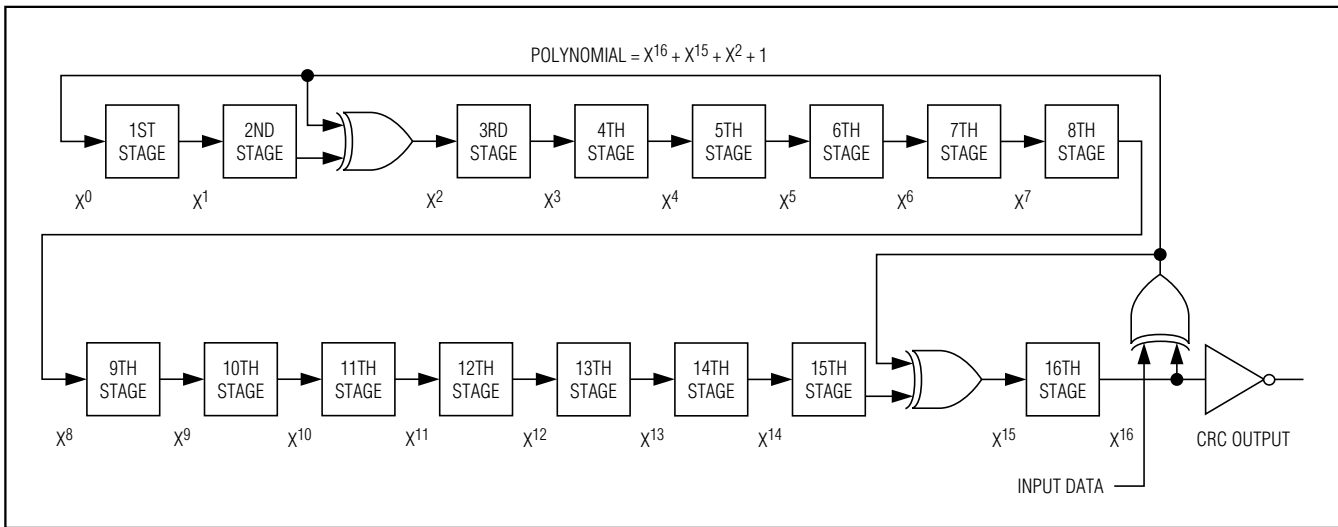 POLYNOMIAL = X¹⁶ + X¹⁵ + X² + 1
1ST
STAGE
2ND
STAGE
3RD
STAGE
4TH
STAGE
5TH
STAGE
6TH
STAGE
7TH
STAGE
8TH
STAGE
X⁰ X¹ X² X³ X⁴ X⁵ X⁶ X⁷
9TH
STAGE
10TH
STAGE
11TH
STAGE
12TH
STAGE
13TH
STAGE
14TH
STAGE
15TH
STAGE
16TH
STAGE
X⁸ X⁹ X¹⁰ X¹¹ X¹² X¹³ X¹⁴ X¹⁵ X¹⁶ CRC OUTPUT
INPUT DATA